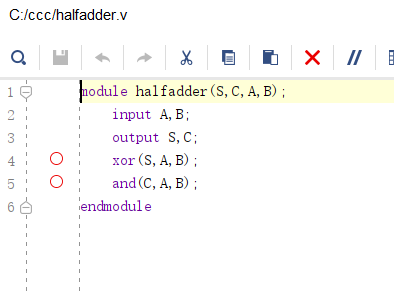 C:/ccc/halfadder.v
1 module halfadder(S,C,A,B);
2 input A,B;
3 output S,C;
4 xor(S,A,B);
5 and(C,A,B);
6 endmodule